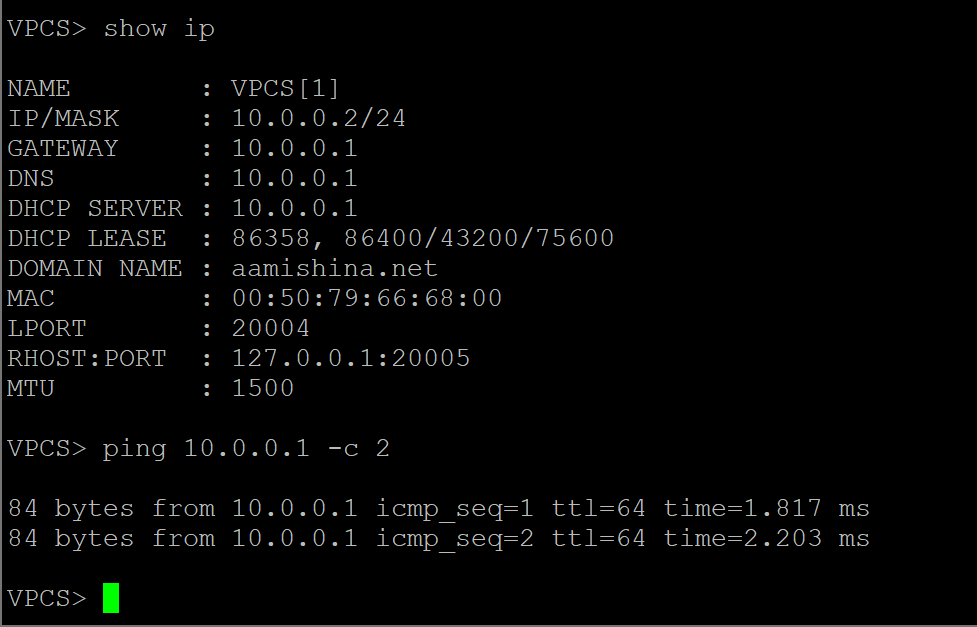 VPCS> show ip
NAME        : VPCS[1]
IP/MASK     : 10.0.0.2/24
GATEWAY     : 10.0.0.1
DNS         : 10.0.0.1
DHCP SERVER : 10.0.0.1
DHCP LEASE  : 86358, 86400/43200/75600
DOMAIN NAME : aamishina.net
MAC         : 00:50:79:66:68:00
LPORT       : 20004
RHOST:PORT  : 127.0.0.1:20005
MTU         : 1500
VPCS> ping 10.0.0.1 -c 2
84 bytes from 10.0.0.1 icmp_seq=1 ttl=64 time=1.817 ms
84 bytes from 10.0.0.1 icmp_seq=2 ttl=64 time=2.203 ms
VPCS>